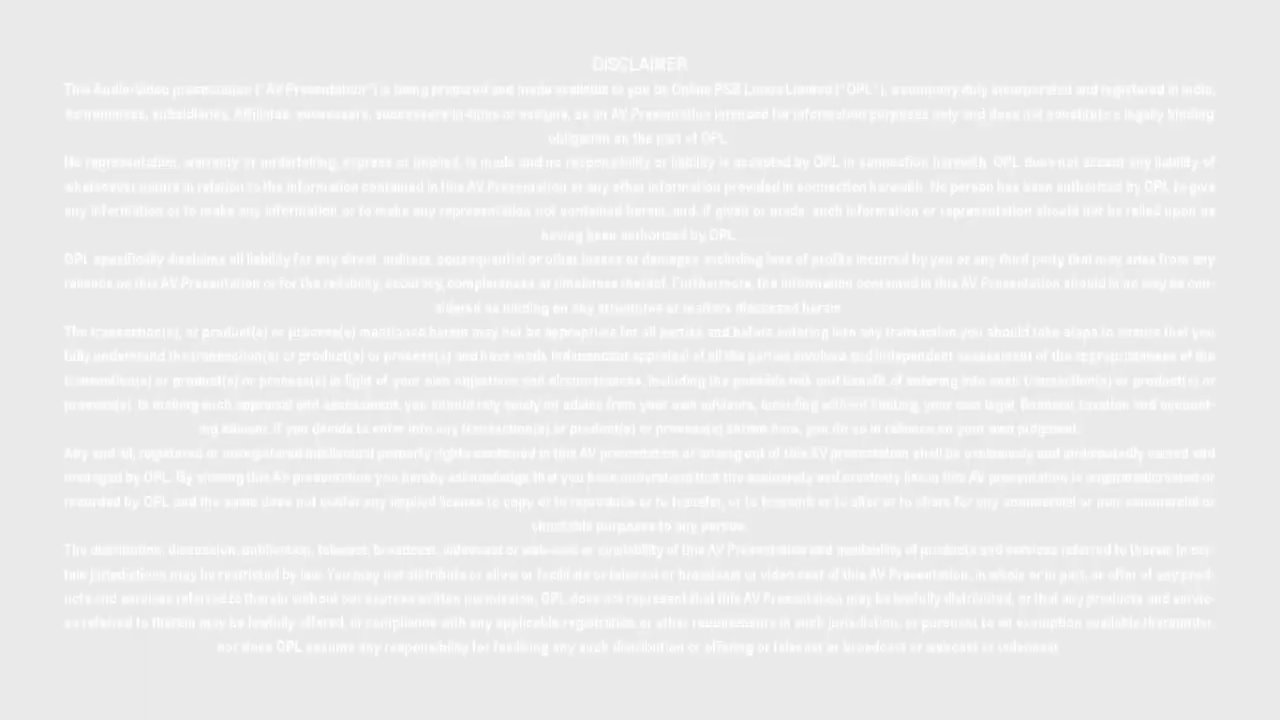 DISCLAIMER
This Audio-Video presentation ("AV Presentation") is being prepared and made available to you by Online PSB Loans Limited ("OPL"), a company duly incorporated and registered in India,
its nominees, subsidiaries, Affiliates, successors, successors-in-titles or assigns, as an AV Presentation intended for information purposes only and does not constitute a legally binding
obligation on the part of OPL.
No representation, warranty or undertaking, express or implied, is made and no responsibility or liability is accepted by OPL in connection herewith. OPL does not accept any liability of
whatsoever nature in relation to the information contained in this AV Presentation or any other information provided in connection herewith. No person has been authorized by OPL to give
any information or to make any information or to make any representation not contained herein, and, if given or made, such information or representation should not be relied upon as
having been authorized by OPL.
OPL specifically disclaims all liability for any direct, indirect, consequential or other losses or damages including loss of profits incurred by you or any third party that may arise from any
reliance on this AV Presentation or for the reliability, accuracy, completeness or timeliness thereof. Furthermore, the information contained in this AV Presentation should in no way be con-
sidered as binding on any structures or matters discussed herein.
The transaction(s), or product(s) or process(s) mentioned herein may not be appropriate for all parties and before entering into any transaction you should take steps to ensure that you
fully understand the transaction(s) or product(s) or process(s) and have made independent appraisal of all the parties involved and independent assessment of the appropriateness of the
transaction(s) or product(s) or process(s) in light of your own objectives and circumstances, including the possible risk and benefit of entering into such transaction(s) or product(s) or
process(s). In making such appraisal and assessment, you should rely solely on advice from your own advisors, including without limiting, your own legal, financial, taxation and account-
ing advisor. If you decide to enter into any transaction(s) or product(s) or process(s) shown here, you do so in reliance on your own judgment.
Any and all, registered or unregistered intellectual property rights contained in this AV presentation or arising out of this AV presentation shall be exclusively and undisputedly owned and
managed by OPL. By viewing this AV presentation you hereby acknowledge that you have understood that the exclusivity and creativity lies in this AV presentation is and
recorded by OPL and the same does not confer any implied license to copy or to reproduce or to transfer, or to transmit or to alter or to share for any commercial or non-commercial or
charitable purposes to any person.
The distribution, discussion, publication, telecast, broadcast, videocast or web-cast or availability of this AV Presentation and availability of products and services referred to therein in cer-
tain jurisdictions may be restricted by law. You may not distribute or allow or facilitate or telecast or broadcast or video cast of this AV Presentation, in whole or in part, or offer of any prod-
ucts and services referred to therein without our express written permission. OPL does not represent that this AV Presentation may be lawfully distributed, or that any products and servic-
es referred to therein may be lawfully offered, in compliance with any applicable registration or other requirements in such jurisdiction, or pursuant to an exemption available thereunder,
nor does OPL assume any responsibility for facilitating any such distribution or offering or telecast or broadcast or webcast or videocast.